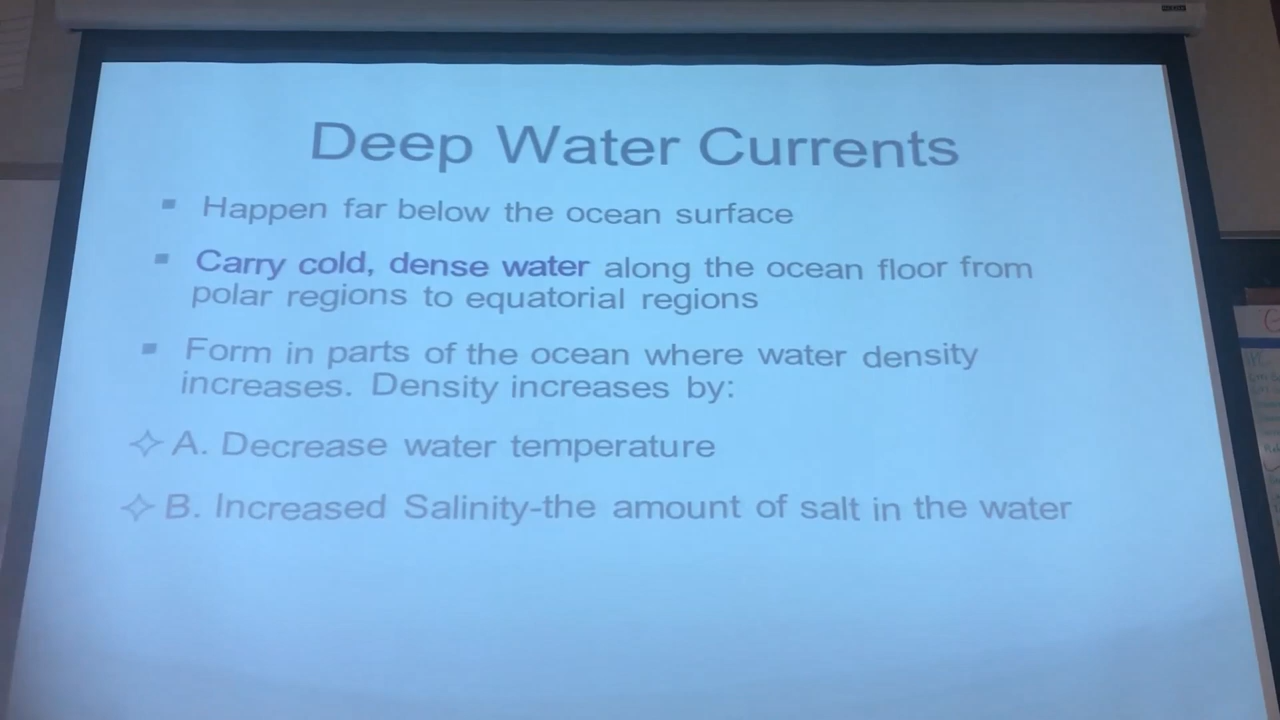 Deep Water Currents
Happen far below the ocean surface
Carry cold, dense water along the ocean floor from
polar regions to equatorial regions
Form in parts of the ocean where water density
increases. Density increases by:
A. Decrease water temperature
B. Increased Salinity-the amount of salt in the water